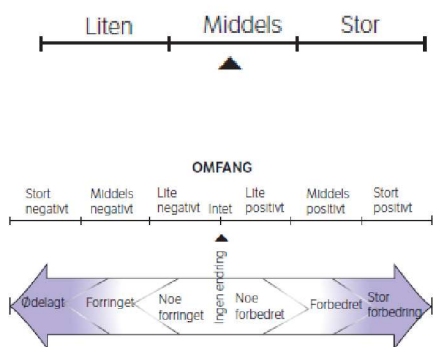 Liten Middels Stor
OMFANG
Stort Middels Lite Lite Middels Stort
negativt negativt negativt Intet positivt positivt positivt
Ingen endring
Ødelagt Forringet Noe Noe Forbedret Stor
forringet forbedret forbedring